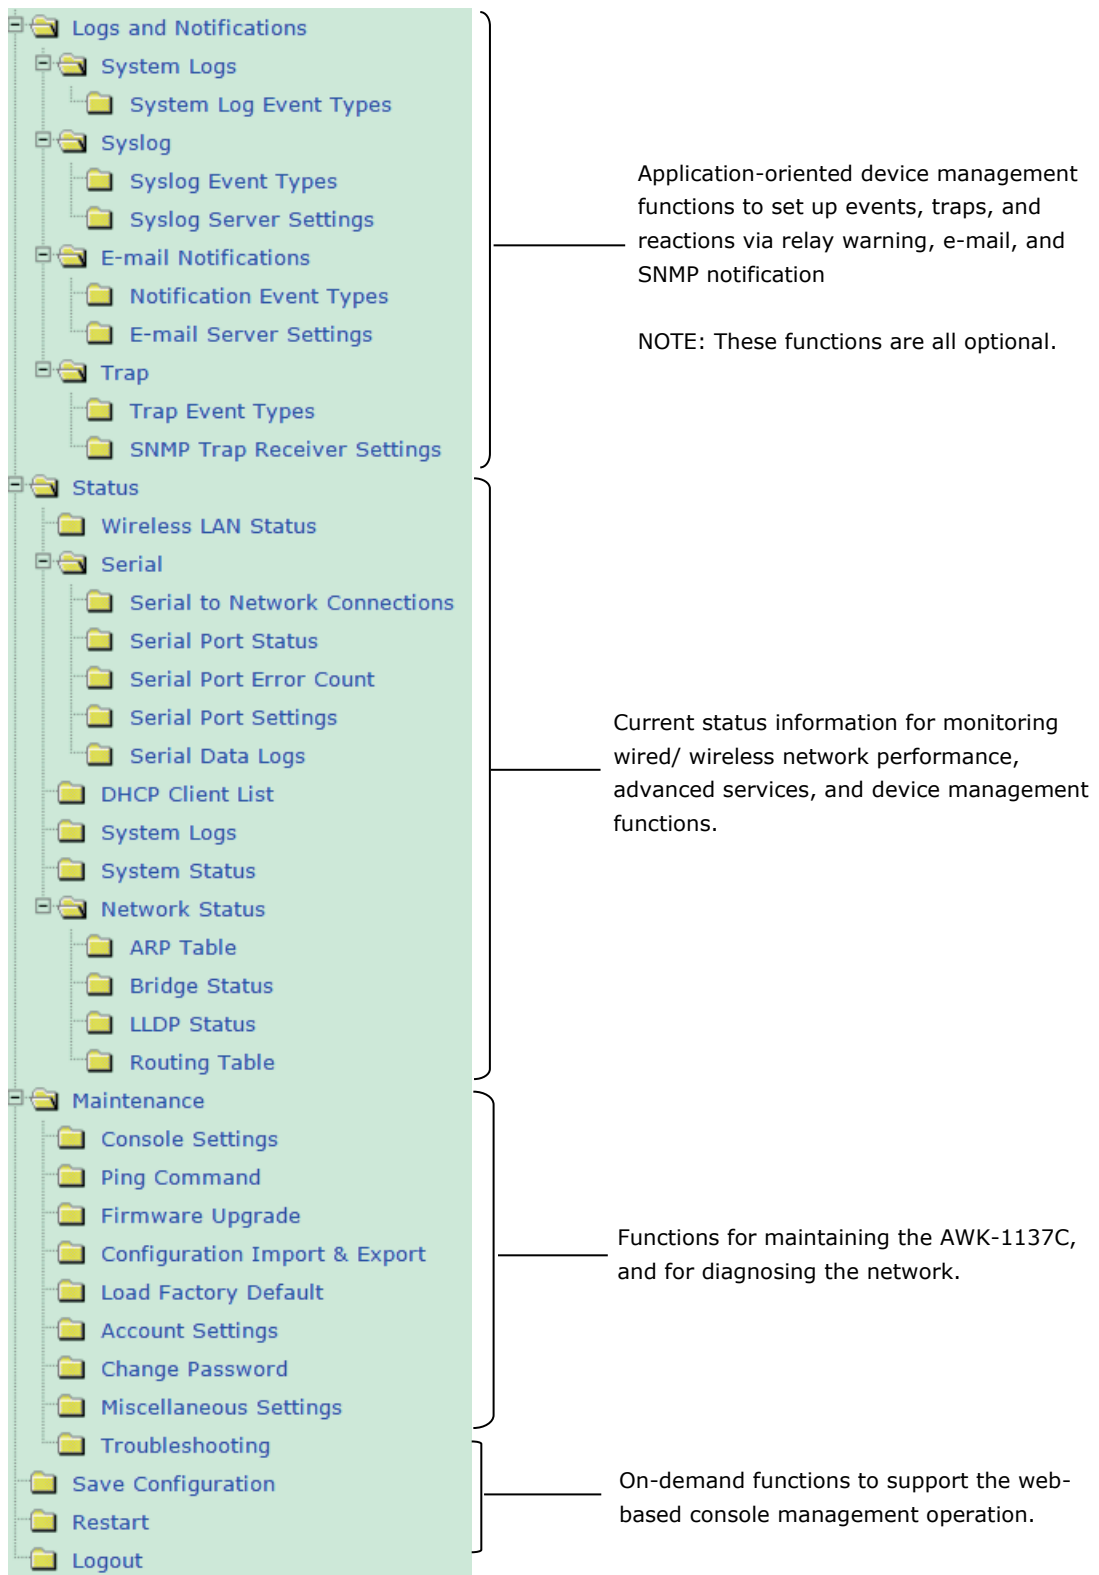 Logs and Notifications
System Logs
System Log Event Types
Syslog
Syslog Event Types
Syslog Server Settings
E-mail Notifications
Notification Event Types
E-mail Server Settings
Trap
Trap Event Types
SNMP Trap Receiver Settings
Application-oriented device management
functions to set up events, traps, and
reactions via relay warning, e-mail, and
SNMP notification
NOTE: These functions are all optional.
Status
Wireless LAN Status
Serial
Serial to Network Connections
Serial Port Status
Serial Port Error Count
Serial Port Settings
Serial Data Logs
DHCP Client List
System Logs
System Status
Network Status
ARP Table
Bridge Status
LLDP Status
Routing Table
Current status information for monitoring
wired/ wireless network performance,
advanced services, and device management
functions.
Maintenance
Console Settings
Ping Command
Firmware Upgrade
Configuration Import & Export
Load Factory Default
Account Settings
Change Password
Miscellaneous Settings
Troubleshooting
Functions for maintaining the AWK-1137C,
and for diagnosing the network.
Save Configuration
Restart
Logout
On-demand functions to support the web-
based console management operation.